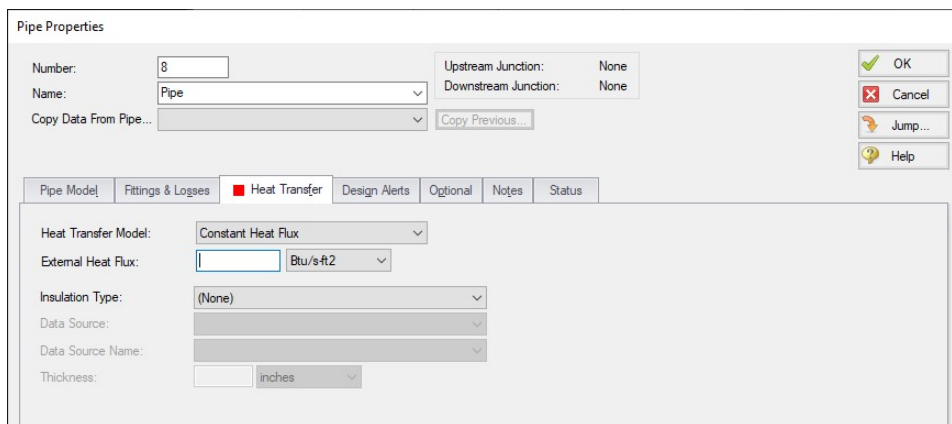 Pipe Properties
Number: 8
Name: Pipe
Copy Data From Pipe...
Copy Previous...
Upstream Junction: None
Downstream Junction: None
OK
Cancel
Jump...
Help
Pipe Model Fittings & Losses Heat Transfer Design Alerts Optional Notes Status
Heat Transfer Model: Constant Heat Flux
External Heat Flux: Btu/s-ft2
Insulation Type: (None)
Data Source:
Data Source Name:
Thickness: inches